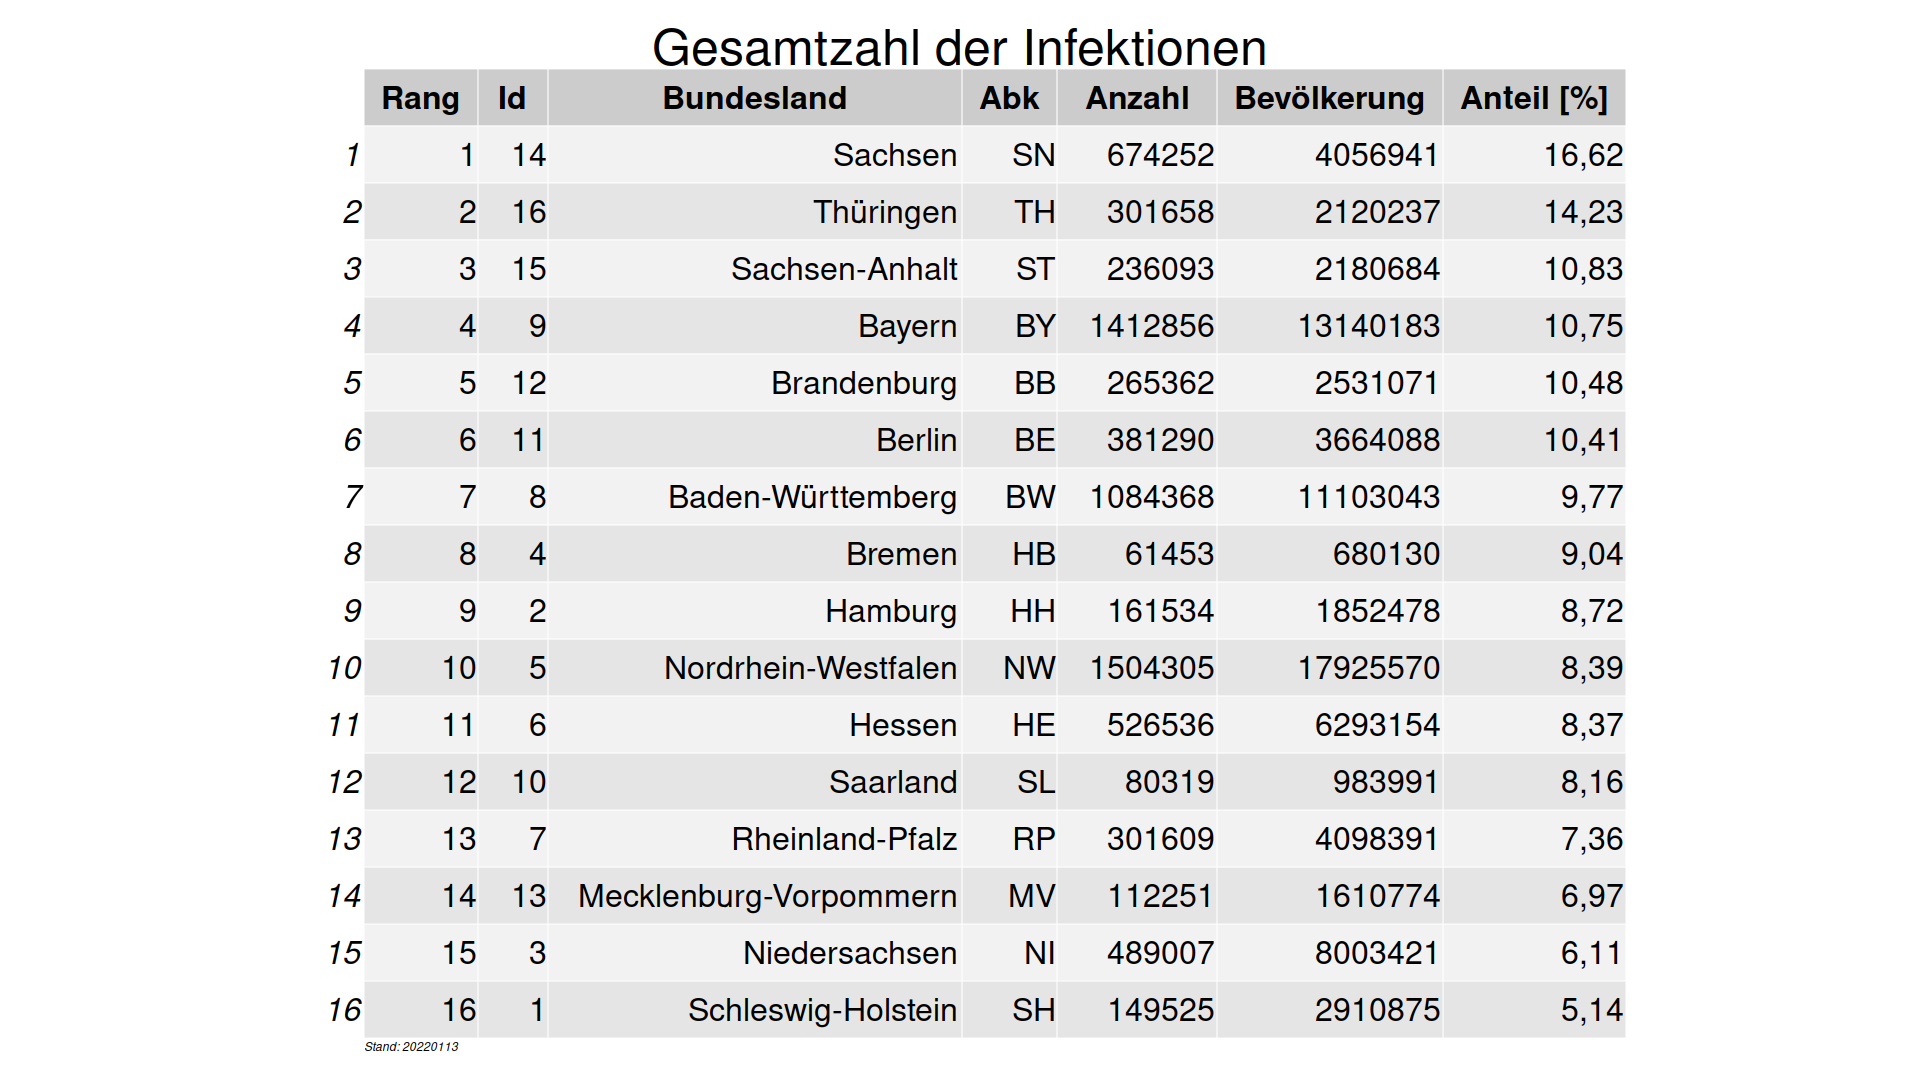 Gesamtzahl der Infektionen
Rang Id Bundesland Abk Anzahl Bevölkerung Anteil [%]
1 1 14 Sachsen SN 674252 4056941 16,62
2 2 16 Thüringen TH 301658 2120237 14,23
3 3 15 Sachsen-Anhalt ST 236093 2180684 10,83
4 4 9 Bayern BY 1412856 13140183 10,75
5 5 12 Brandenburg BB 265362 2531071 10,48
6 6 11 Berlin BE 381290 3664088 10,41
7 7 8 Baden-Württemberg BW 1084368 11103043 9,77
8 8 4 Bremen HB 61453 680130 9,04
9 9 2 Hamburg HH 161534 1852478 8,72
10 10 5 Nordrhein-Westfalen NW 1504305 17925570 8,39
11 11 6 Hessen HE 526536 6293154 8,37
12 12 10 Saarland SL 80319 983991 8,16
13 13 7 Rheinland-Pfalz RP 301609 4098391 7,36
14 14 13 Mecklenburg-Vorpommern MV 112251 1610774 6,97
15 15 3 Niedersachsen NI 489007 8003421 6,11
16 16 1 Schleswig-Holstein SH 149525 2910875 5,14
Stand: 20220113